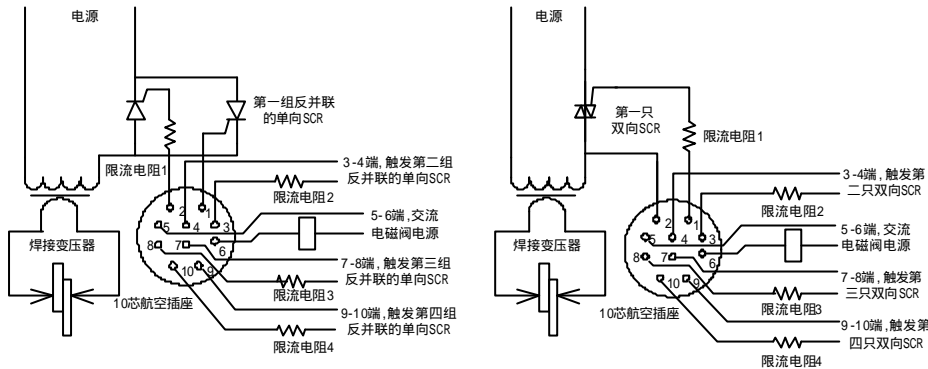 电源
第一组反并联
的单向SCR
限流电阻1
3-4端,触发第二组
反并联的单向SCR
限流电阻2
2
1
5
4
3
6
8
7
10
9
5-6端,交流
电磁阀电源
焊接变压器
7-8端,触发第三组
反并联的单向SCR
限流电阻3
10芯航空插座
9-10端,触发第四组
反并联的单向SCR
限流电阻4
电源
第一只
双向SCR
限流电阻1
3-4端,触发第
二只双向SCR
限流电阻2
2
1
5
4
3
6
8
7
10
9
5-6端,交流
电磁阀电源
焊接变压器
7-8端,触发第
三只双向SCR
限流电阻3
10芯航空插座
9-10端,触发第
四只双向SCR
限流电阻4